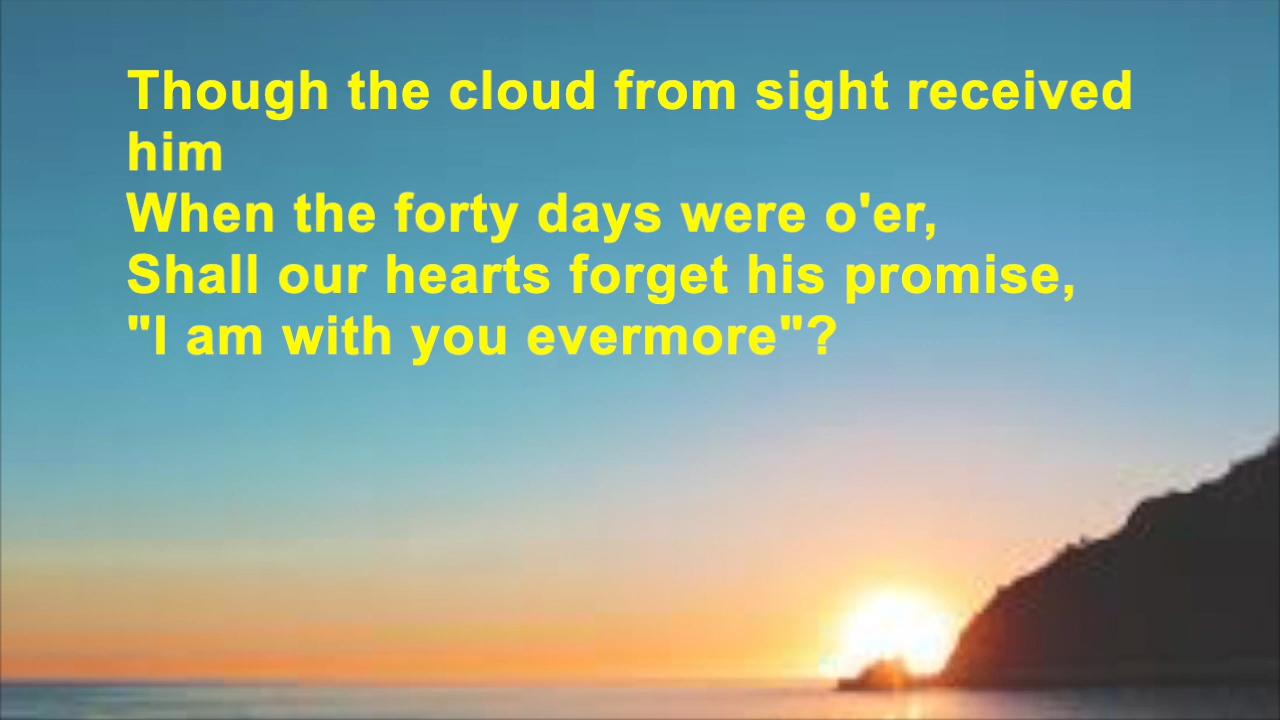 Though the cloud from sight received
him
When the forty days were o'er,
Shall our hearts forget his promise,
"I am with you evermore"?